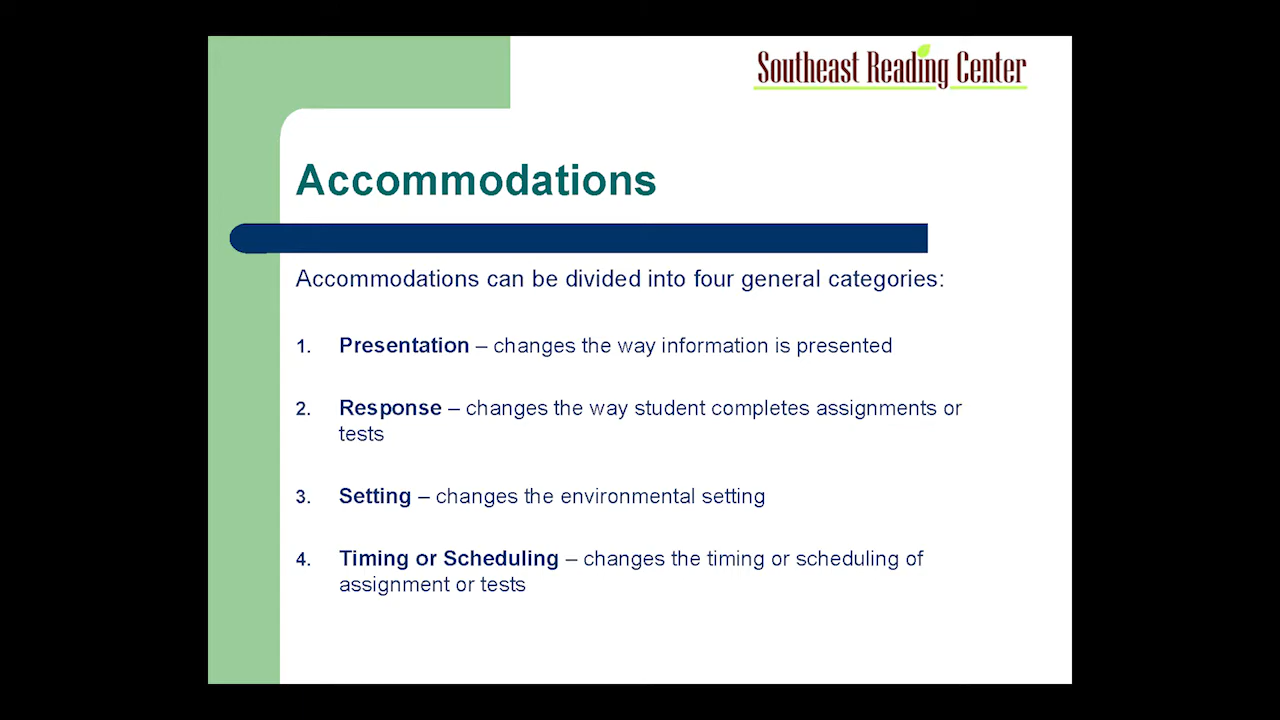 Southeast Reading Center
Accommodations
Accommodations can be divided into four general categories:
1. Presentation – changes the way information is presented
2. Response – changes the way student completes assignments or
tests
3. Setting – changes the environmental setting
4. Timing or Scheduling – changes the timing or scheduling of
assignment or tests